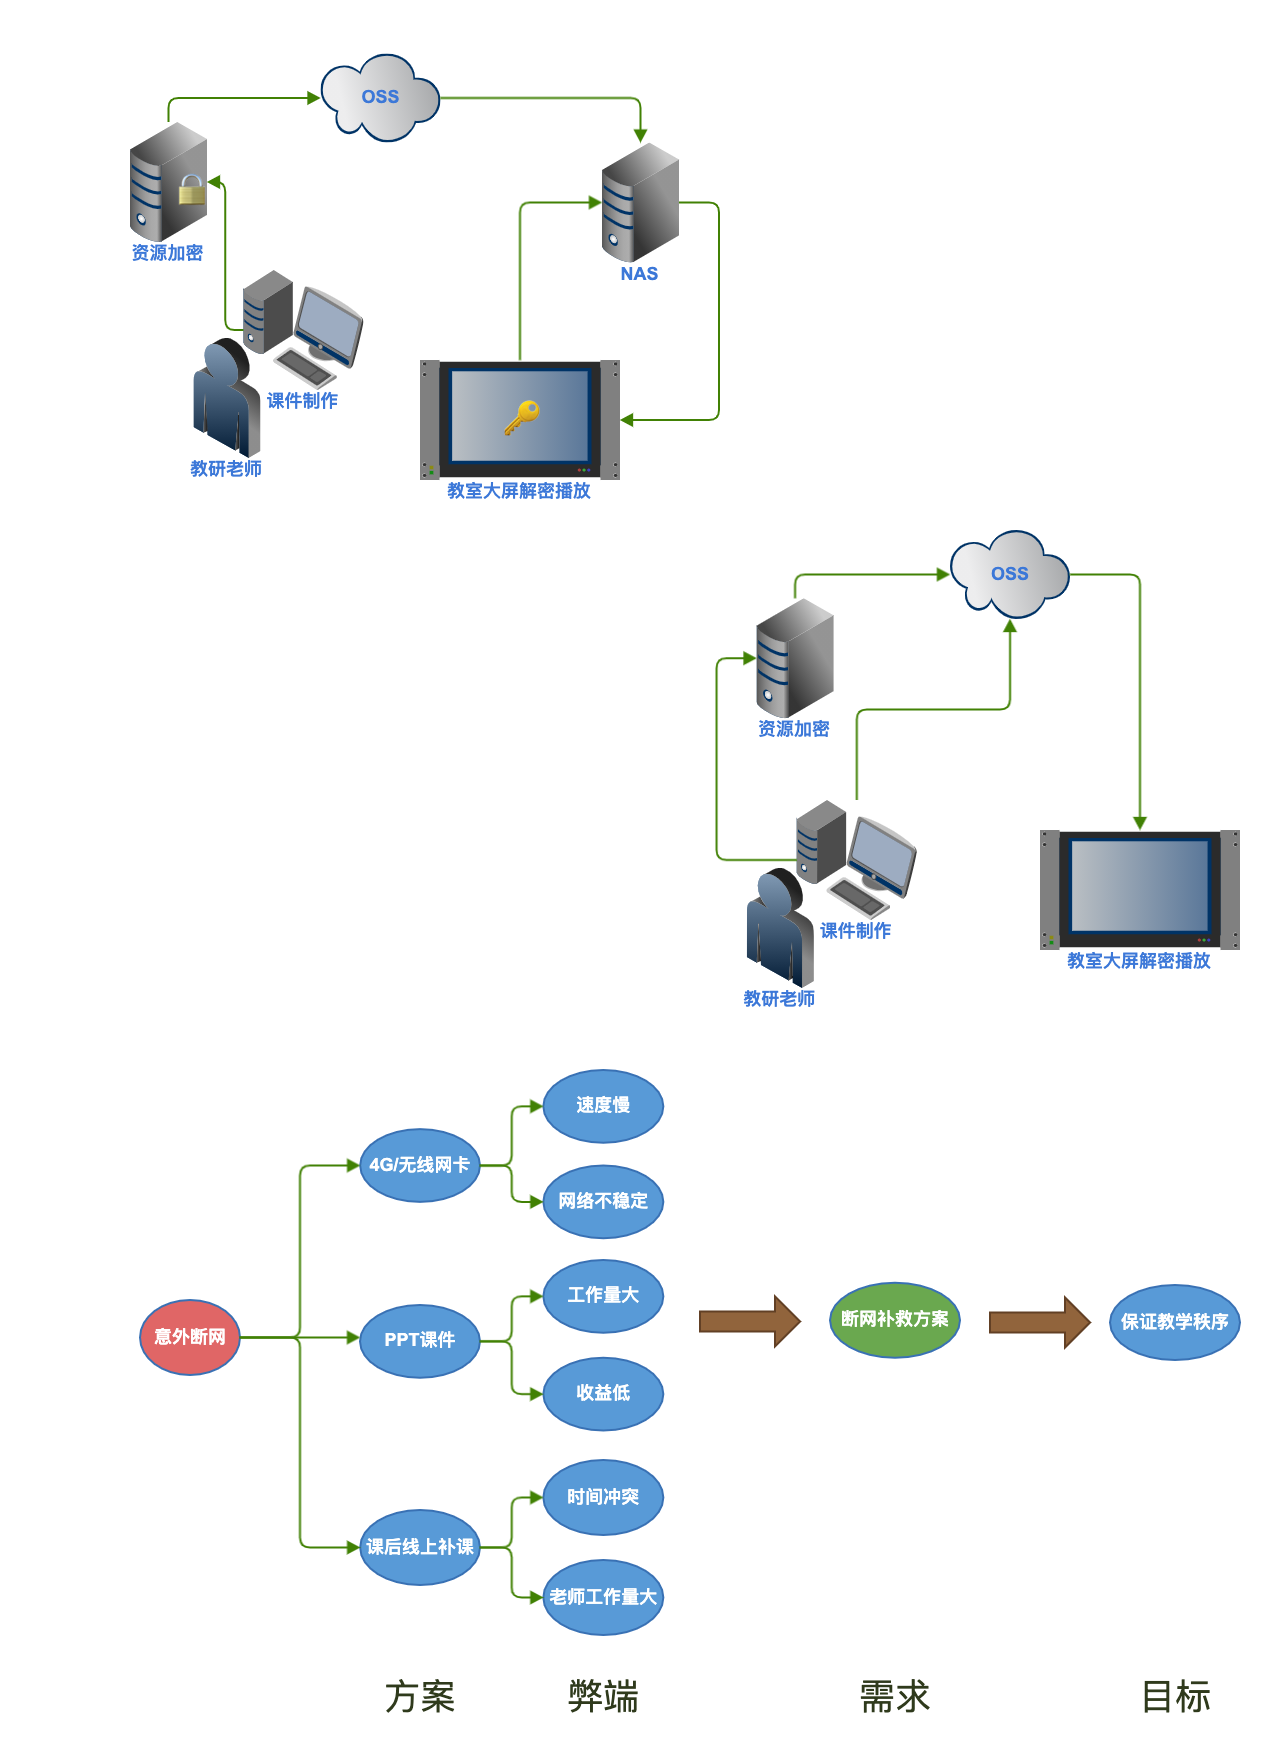 OSS
资源加密
NAS
课件制作
教研老师
教室大屏解密播放
OSS
资源加密
课件制作
教研老师
教室大屏解密播放
速度慢
4G/无线网卡
网络不稳定
工作量大
意外断网
PPT课件
断网补救方案
保证教学秩序
收益低
时间冲突
课后线上补课
老师工作量大
方案
弊端
需求
目标